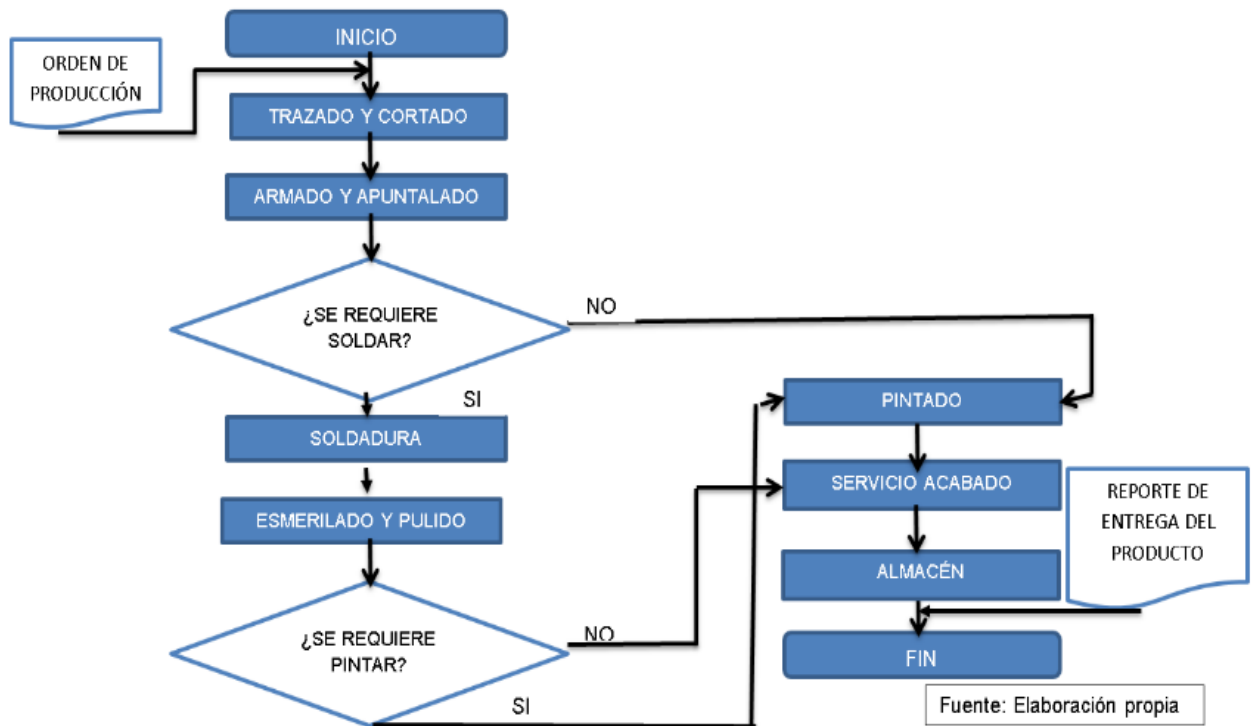 INICIO
ORDEN DE
PRODUCCIÓN
TRAZADO Y CORTADO
ARMADO Y APUNTALADO
¿SE REQUIERE
SOLDAR?
NO
SI
SOLDADURA
ESMERILADO Y PULIDO
¿SE REQUIERE
PINTAR?
NO
SI
PINTADO
SERVICIO ACABADO
ALMACÉN
REPORTE DE
ENTREGA DEL
PRODUCTO
FIN
Fuente: Elaboración propia